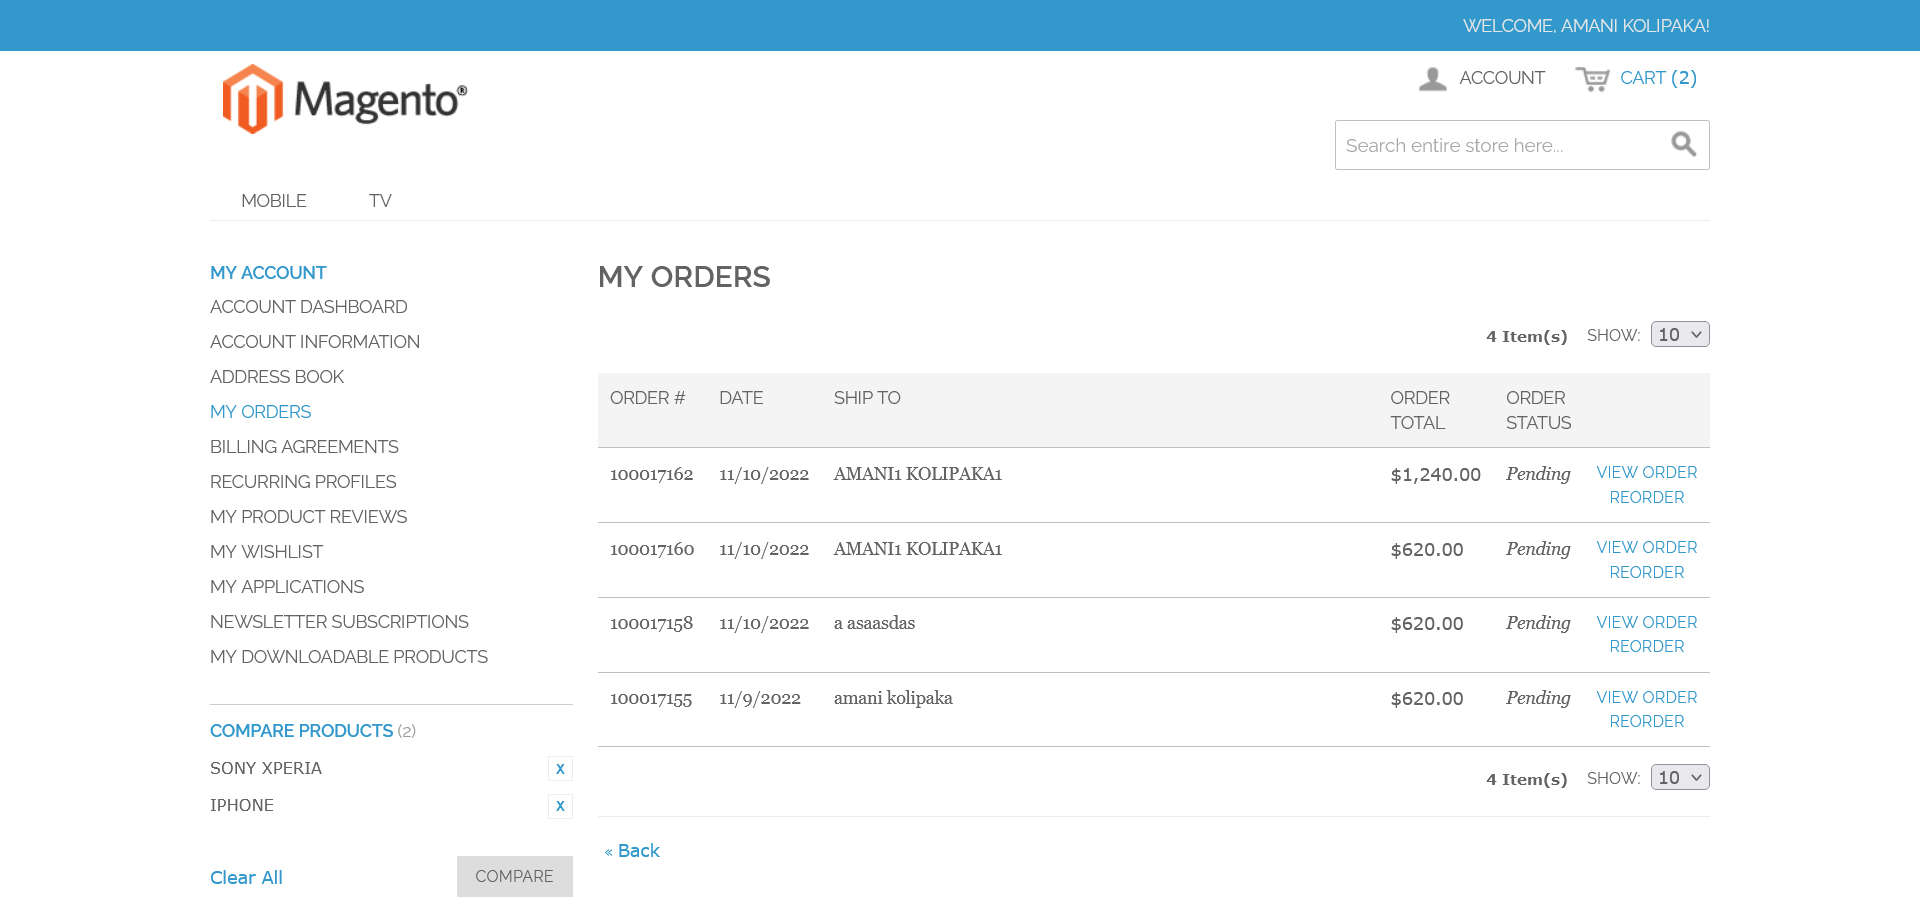 WELCOME, AMANI KOLIPAKA!
Magento®
ACCOUNT
CART (2)
Search entire store here...
MOBILE
TV
MY ACCOUNT
ACCOUNT DASHBOARD
ACCOUNT INFORMATION
ADDRESS BOOK
MY ORDERS
BILLING AGREEMENTS
RECURRING PROFILES
MY PRODUCT REVIEWS
MY WISHLIST
MY APPLICATIONS
NEWSLETTER SUBSCRIPTIONS
MY DOWNLOADABLE PRODUCTS
COMPARE PRODUCTS (2)
SONY XPERIA X
IPHONE X
Clear All COMPARE
MY ORDERS
4 Item(s) SHOW: 10
ORDER # DATE SHIP TO ORDER TOTAL ORDER STATUS
100017162 11/10/2022 AMANI1 KOLIPAKA1 $1,240.00 Pending VIEW ORDER
REORDER
100017160 11/10/2022 AMANI1 KOLIPAKA1 $620.00 Pending VIEW ORDER
REORDER
100017158 11/10/2022 a asaasdas $620.00 Pending VIEW ORDER
REORDER
100017155 11/9/2022 amani kolipaka $620.00 Pending VIEW ORDER
REORDER
4 Item(s) SHOW: 10
« Back